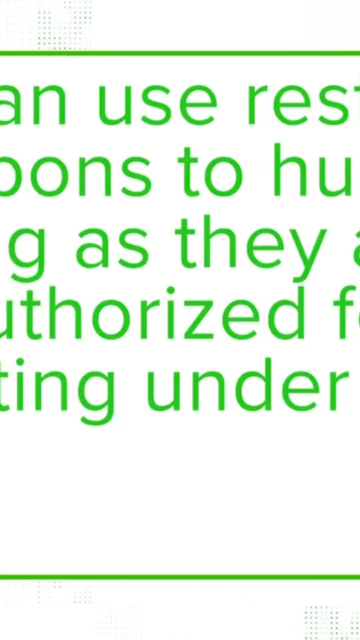 an use rest
pons to hu
g as they a
uthorized f
ting under